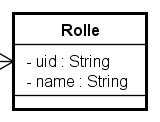 Rolle
- uid : String
- name : String